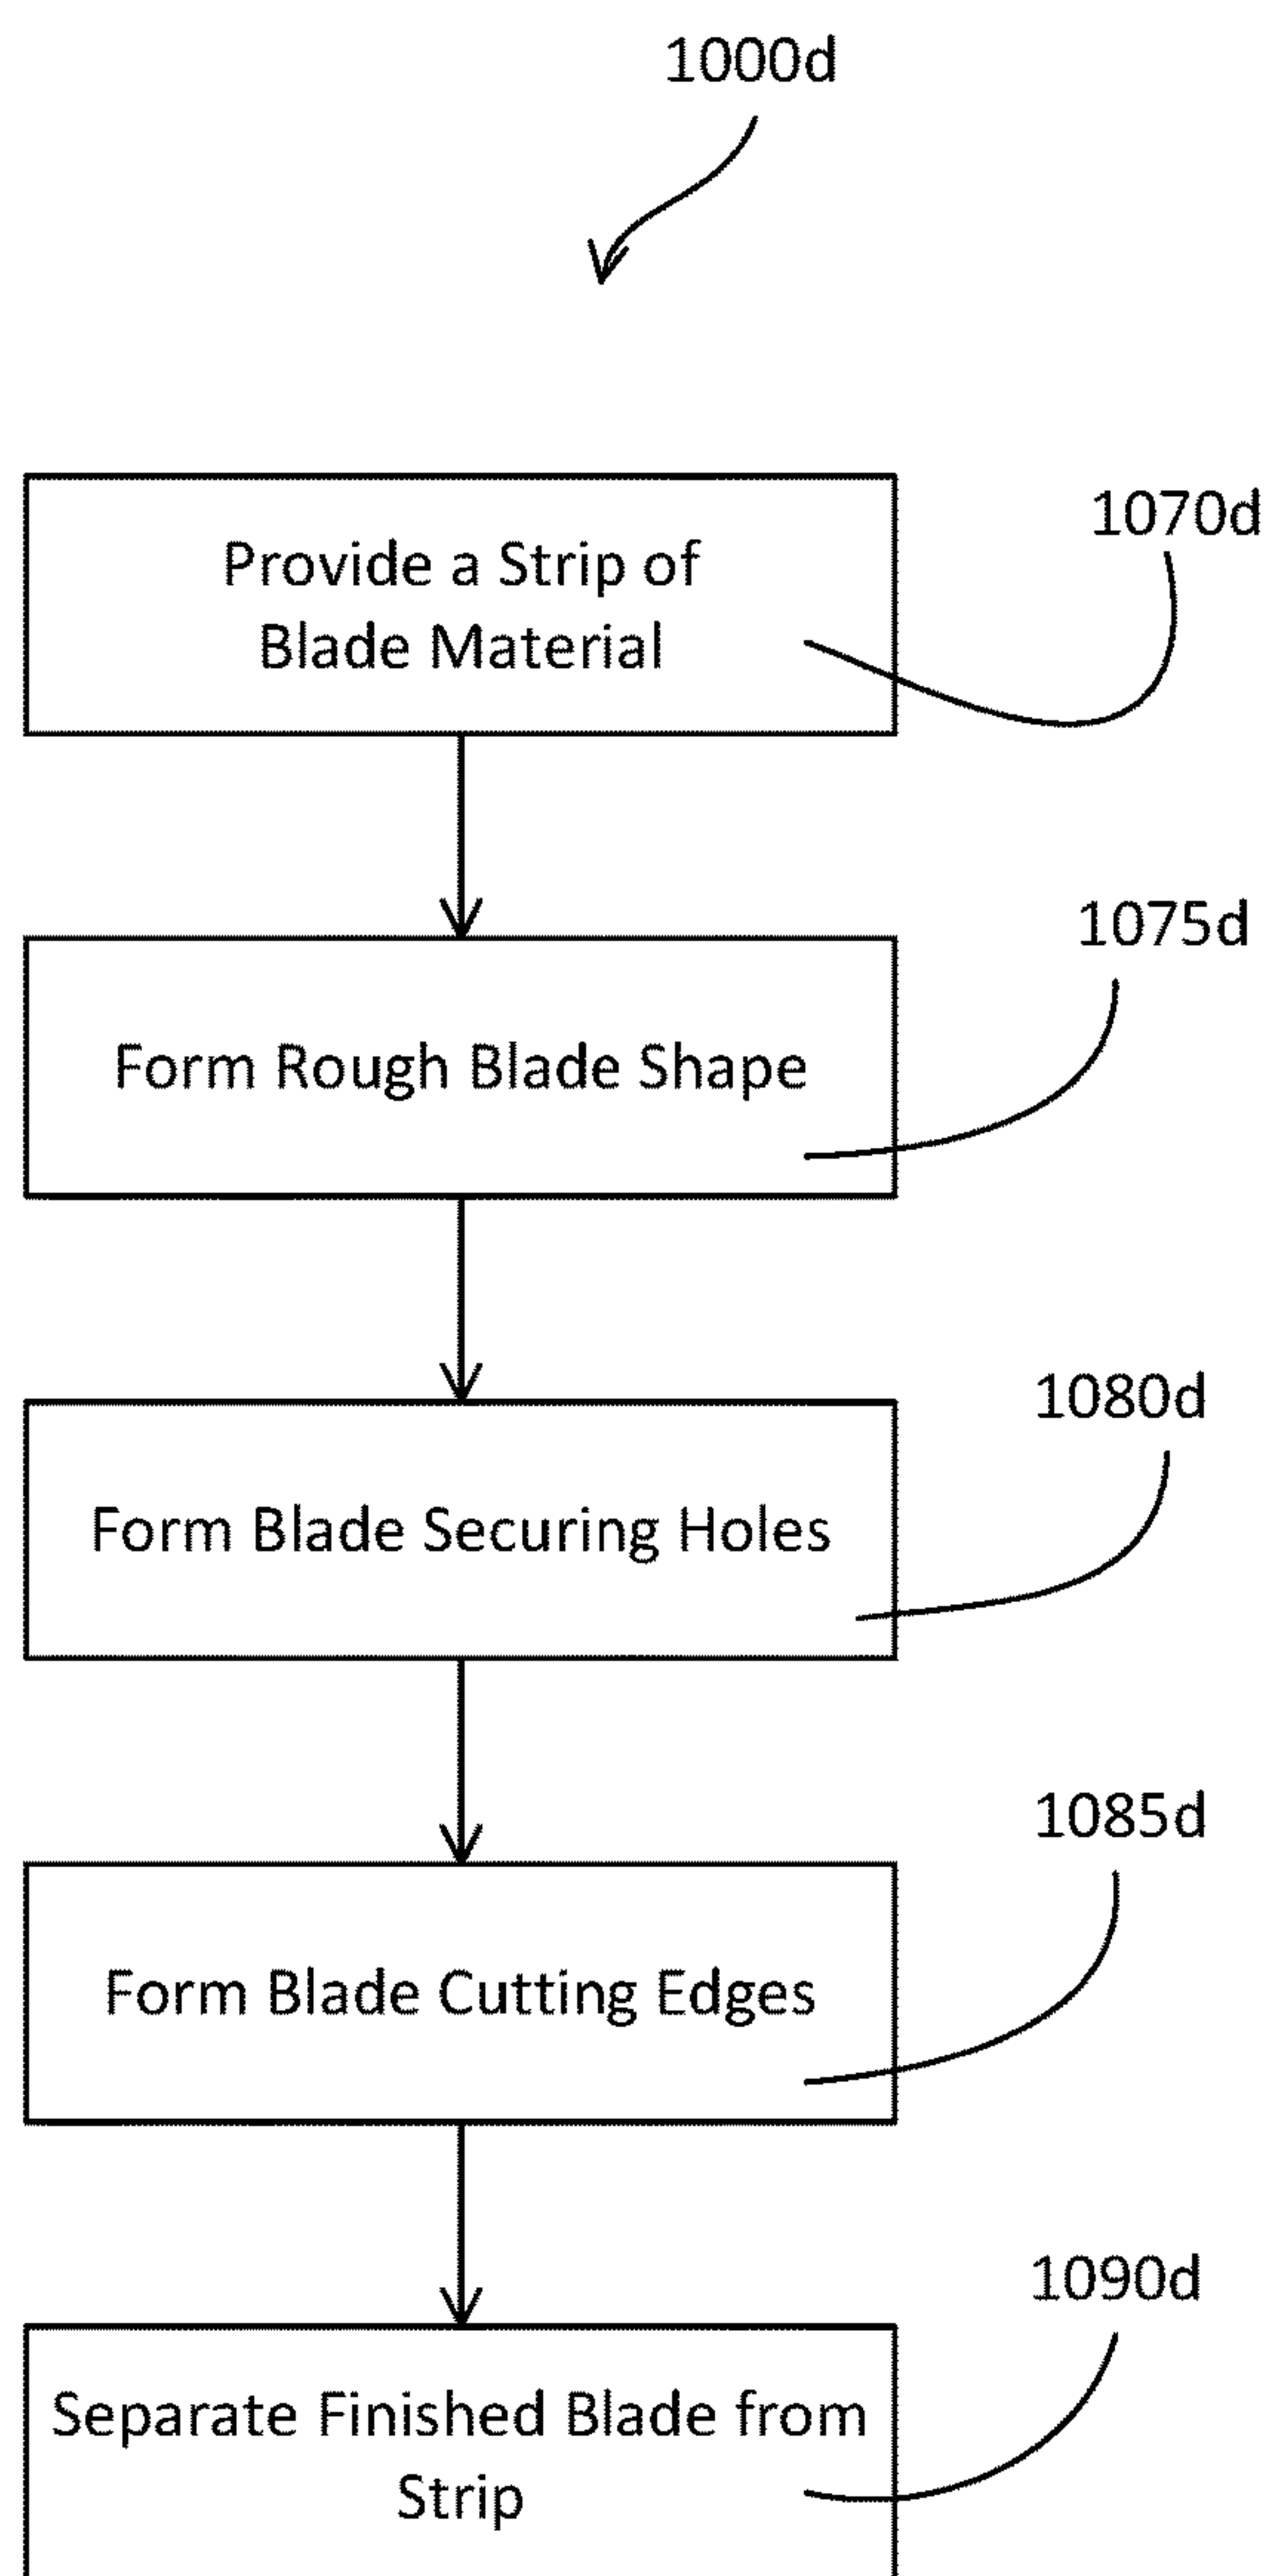 1000d
Provide a Strip of
Blade Material
1070d
1075d
Form Rough Blade Shape
1080d
Form Blade Securing Holes
1085d
Form Blade Cutting Edges
1090d
Separate Finished Blade from
Strip